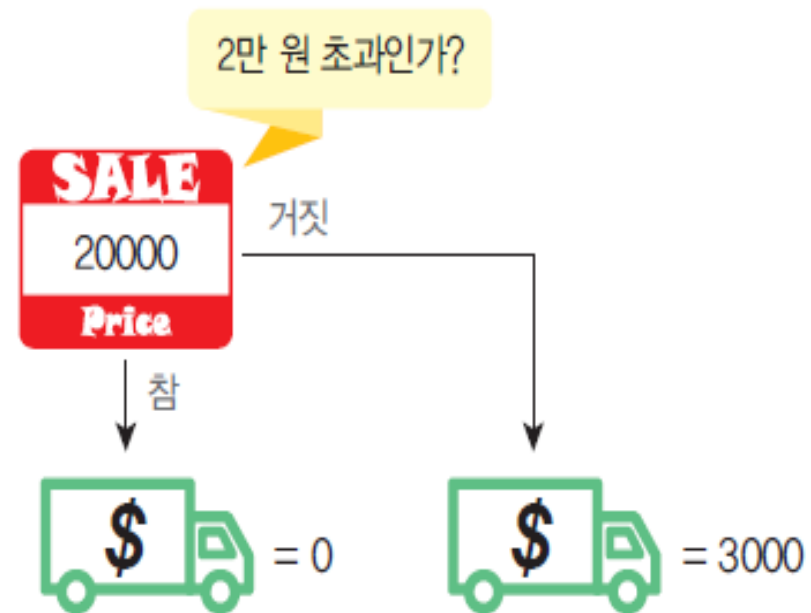 2만 원 초과인가?
SALE
20000
Price
거짓
참
$ = 0
$ = 3000